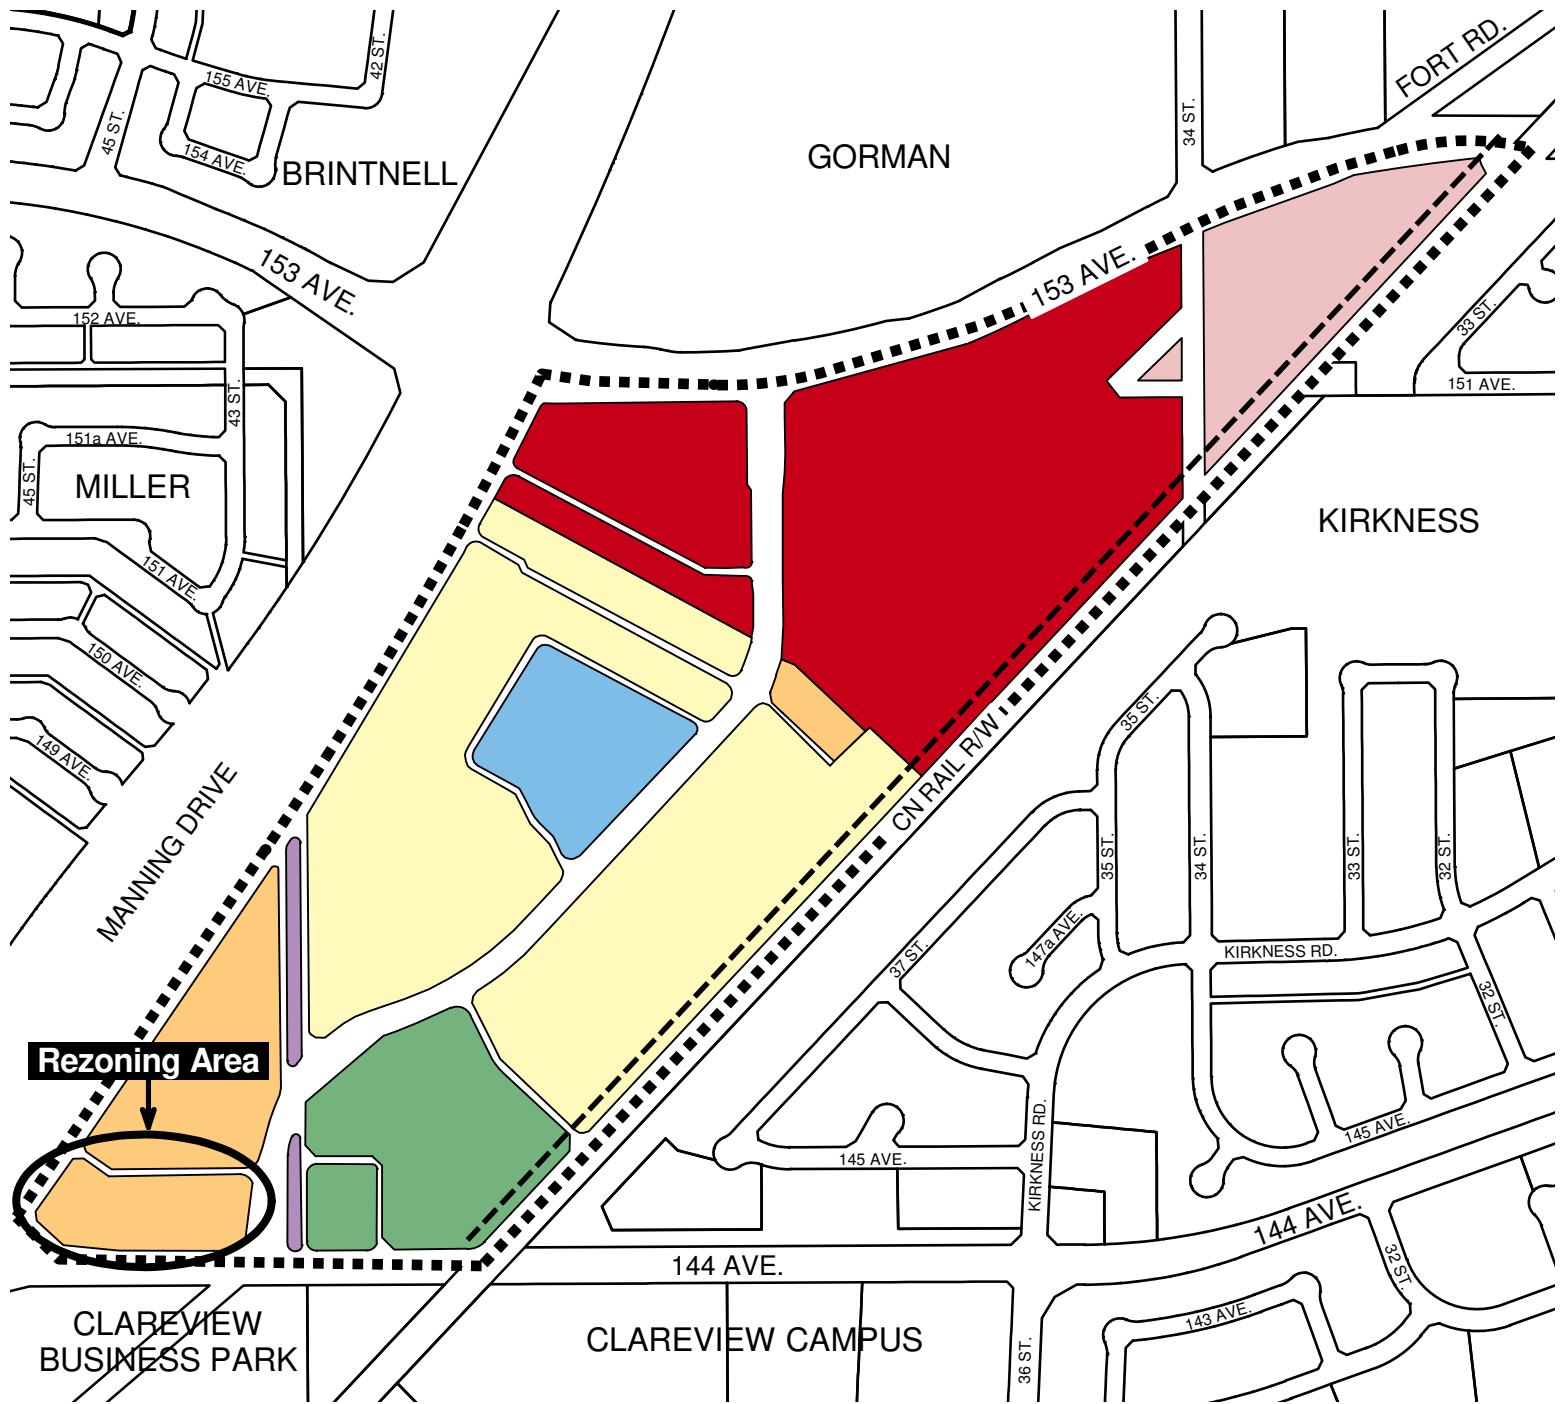 FORT RD.
42 ST.
155 AVE.
45 ST.
34 ST.
154 AVE.
BRINTNELL
GORMAN
153 AVE.
153 AVE.
152 AVE.
33 ST.
151 AVE.
43 ST.
151a AVE.
45 ST.
MILLER
KIRKNESS
151 AVE.
150 AVE.
35 ST.
149 AVE.
CN RAIL R/W
MANNING DRIVE
35 ST.
34 ST.
33 ST.
32 ST.
147a AVE.
37 ST.
KIRKNESS RD.
32 ST.
Rezoning Area
KIRKNESS RD.
145 AVE.
145 AVE.
144 AVE.
144 AVE.
32 ST.
143 AVE.
CLAREVIEW
BUSINESS PARK
CLAREVIEW CAMPUS
36 ST.